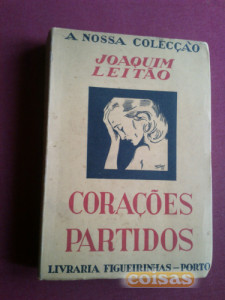 A NOSSA COLECÇÃO
JOAQUIM
LEITÃO
CORAÇÕES
PARTIDOS
LIVRARIA FIGUEIRINHAS—PORTO
coisas